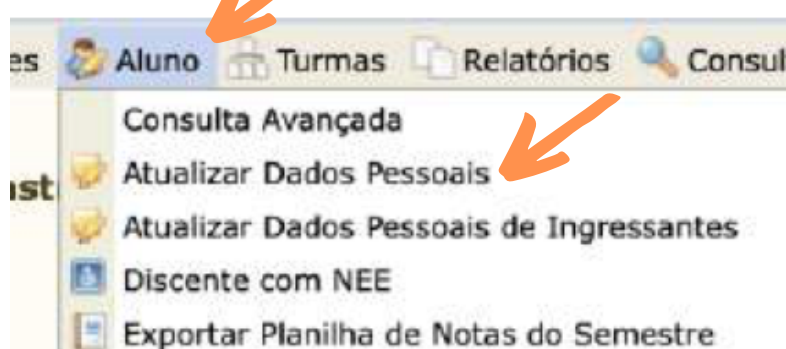 es Aluno Turmas Relatórios Consul
Consulta Avançada
Atualizar Dados Pessoais
ist
Atualizar Dados Pessoais de Ingressantes
Discente com NEE
Exportar Planilha de Notas do Semestre